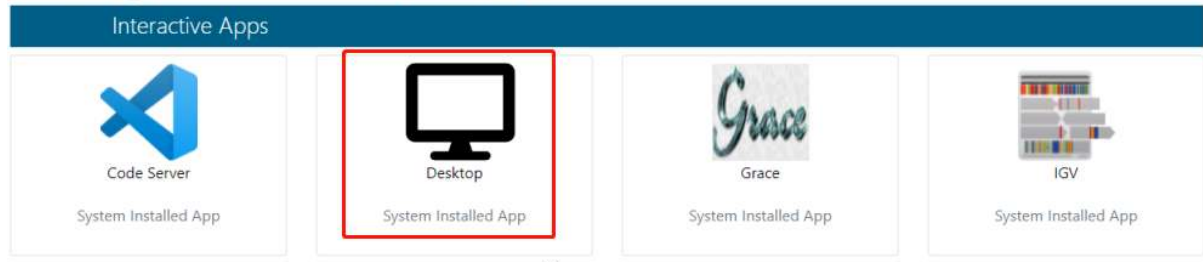 Interactive Apps
Code Server
System Installed App
Desktop
System Installed App
Grace
Grace
System Installed App
IGV
System Installed App